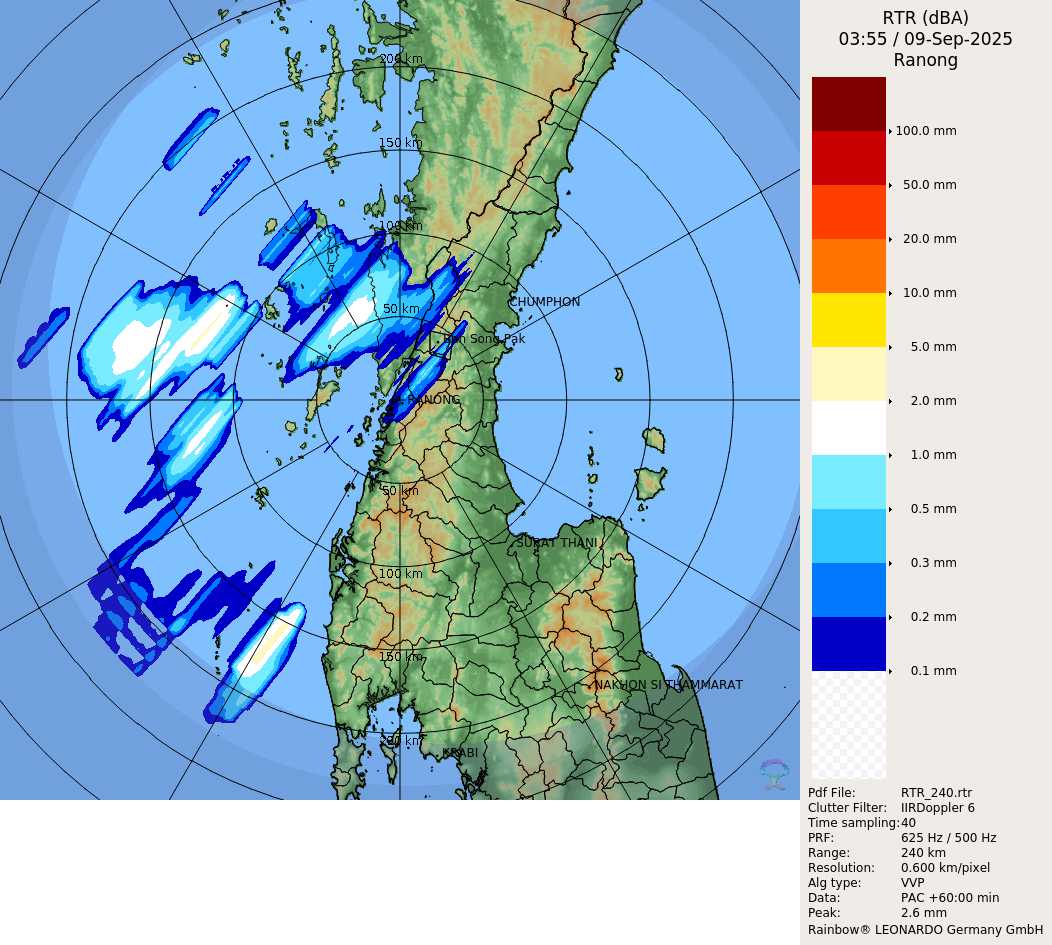 RTR (dBA)
03:55 / 09-Sep-2025
Ranong
200 km
150 km
100 km
50 km
CHUMPHON
Ban Song Pak
RANONG
50 km
SURAT THANI
100 km
150 km
NAKHON SI THAMMARAT
200 km
KRABI
100.0 mm
50.0 mm
20.0 mm
10.0 mm
5.0 mm
2.0 mm
1.0 mm
0.5 mm
0.3 mm
0.2 mm
0.1 mm
Pdf File: RTR_240.rtr
Clutter Filter: IIRDoppler 6
Time sampling:40
PRF: 625 Hz / 500 Hz
Range: 240 km
Resolution: 0.600 km/pixel
Alg type: VVP
Data: PAC +60:00 min
Peak: 2.6 mm
Rainbow® LEONARDO Germany GmbH